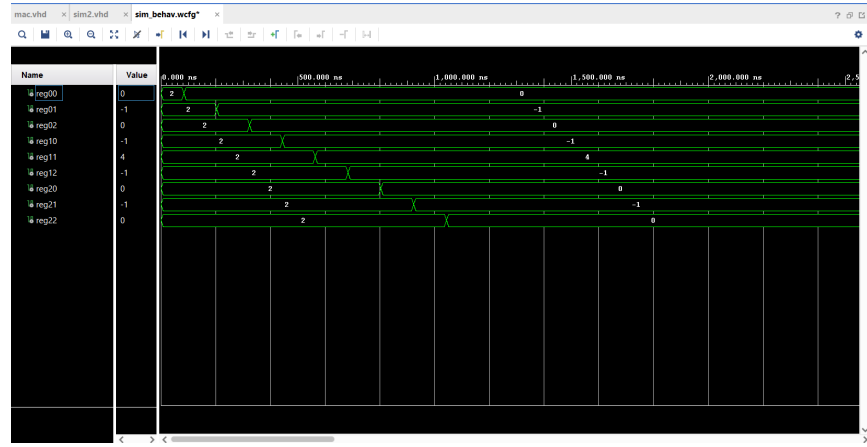 mac.vhd × sim2.vhd × sim_behav.wcfg* × ?
Name Value 0.000 ns 500.000 ns 1,000.000 ns 1,500.000 ns 2,000.000 ns 2,5
reg00 0 2 0
reg01 -1 2 -1
reg02 0 2 0
reg10 -1 2 -1
reg11 4 2 4
reg12 -1 2 -1
reg20 0 2 0
reg21 -1 2 -1
reg22 0 2 0